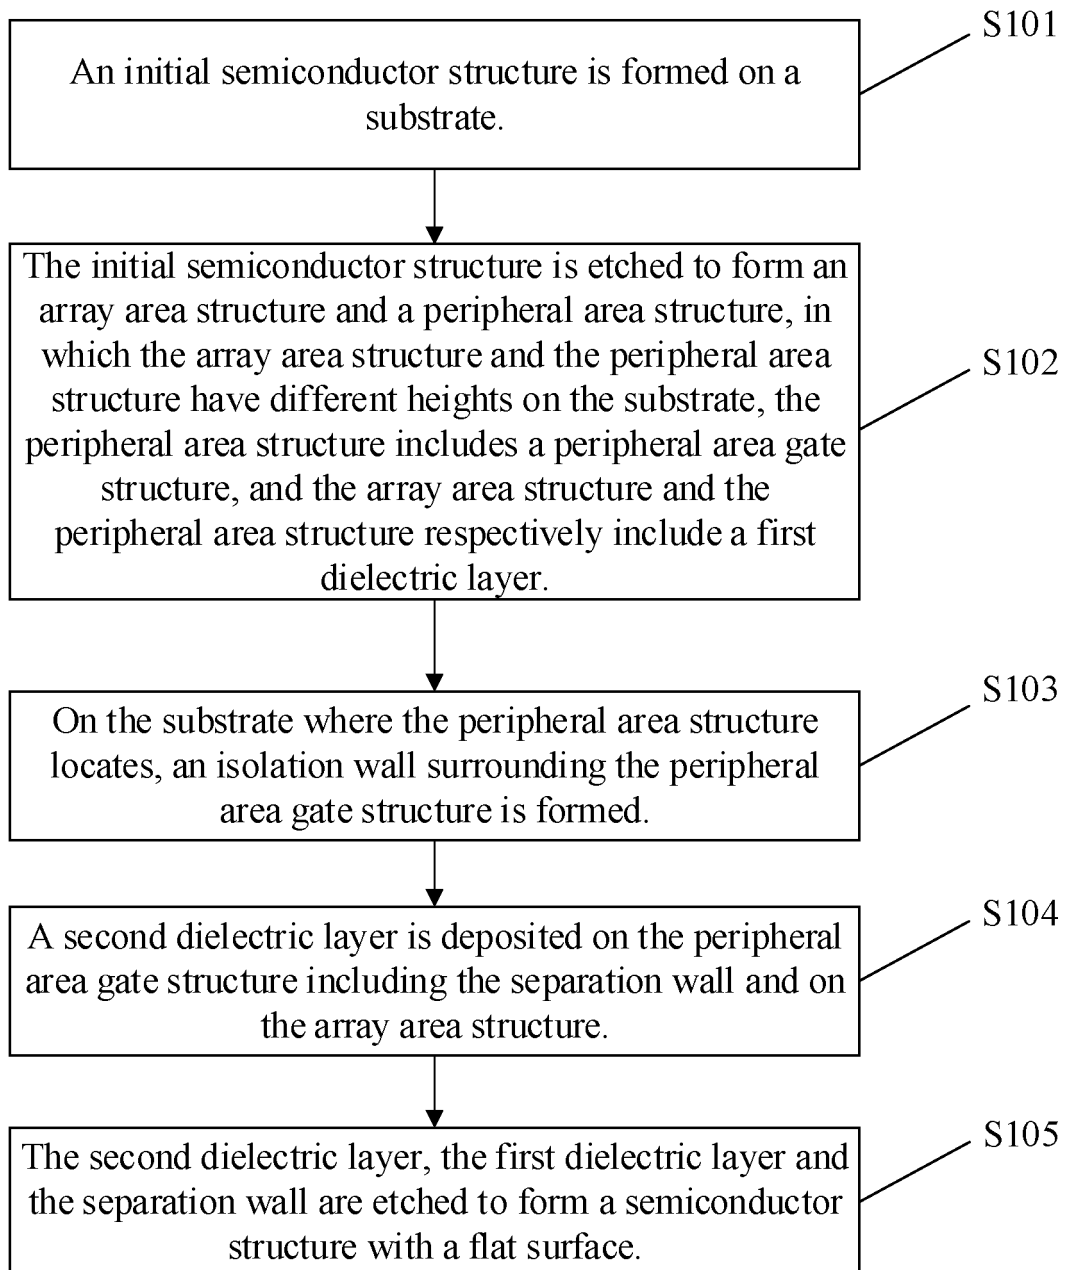 S101
An initial semiconductor structure is formed on a
substrate.
The initial semiconductor structure is etched to form an
array area structure and a peripheral area structure, in
which the array area structure and the peripheral area
structure have different heights on the substrate, the
peripheral area structure includes a peripheral area gate
structure, and the array area structure and the
peripheral area structure respectively include a first
dielectric layer.
S102
On the substrate where the peripheral area structure
locates, an isolation wall surrounding the peripheral
area gate structure is formed.
S103
A second dielectric layer is deposited on the peripheral
area gate structure including the separation wall and on
the array area structure.
S104
The second dielectric layer, the first dielectric layer and
the separation wall are etched to form a semiconductor
structure with a flat surface.
S105